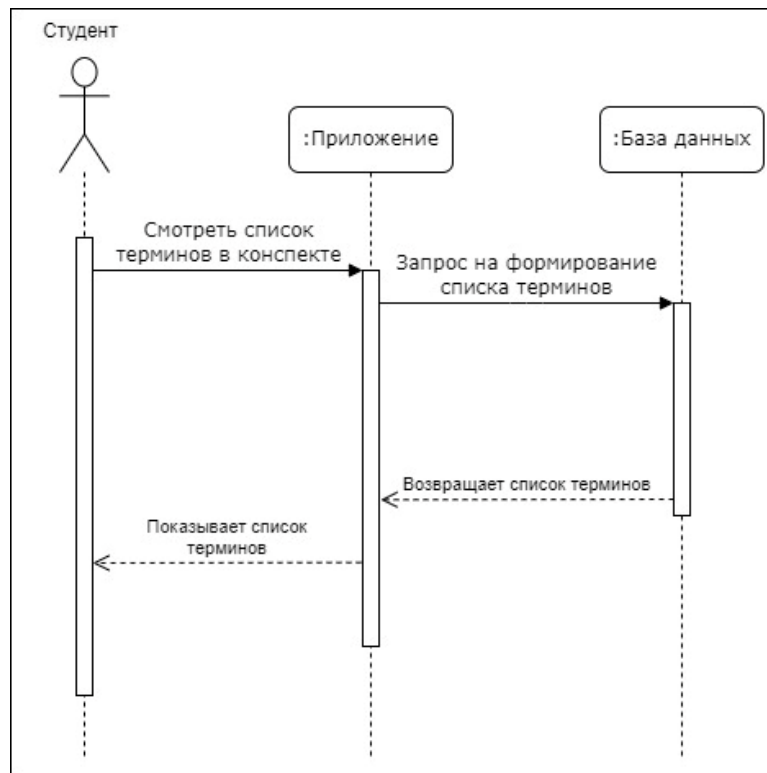 Студент
:Приложение
:База данных
Смотреть список
терминов в конспекте
Запрос на формирование
списка терминов
Возвращает список терминов
Показывает список
терминов